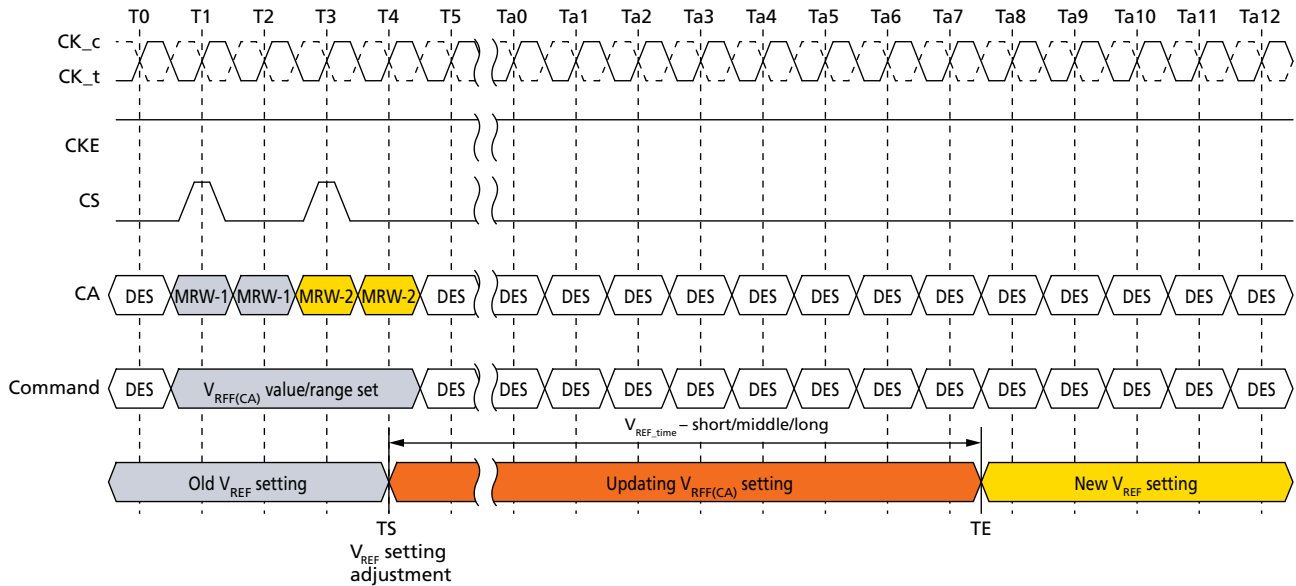 T0 T1 T2 T3 T4 T5 Ta0 Ta1 Ta2 Ta3 Ta4 Ta5 Ta6 Ta7 Ta8 Ta9 Ta10 Ta11 Ta12
CK_c
CK_t
CKE
CS
CA DES MRW-1 MRW-1 MRW-2 MRW-2 DES DES DES DES DES DES DES DES DES DES DES DES DES DES
Command DES VRFF(CA) value/range set DES DES DES DES DES DES DES DES DES DES DES DES DES DES
VREF_time – short/middle/long
Old VREF setting Updating VRFF(CA) setting New VREF setting
TS TE
VREF setting
adjustment